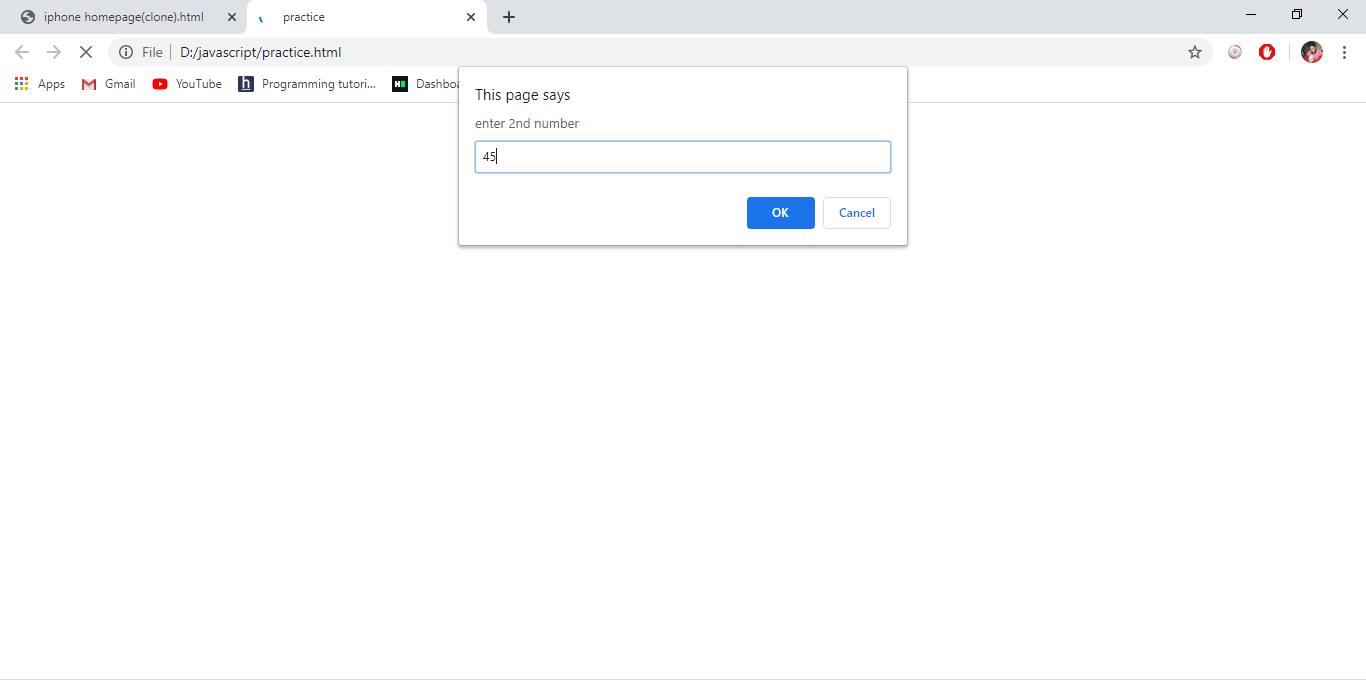 iphone homepage(clone).html
practice
File
D:/javascript/practice.html
Apps
Gmail
YouTube
h
Programming tutori...
Dashboa
This page says
enter 2nd number
45
OK
Cancel